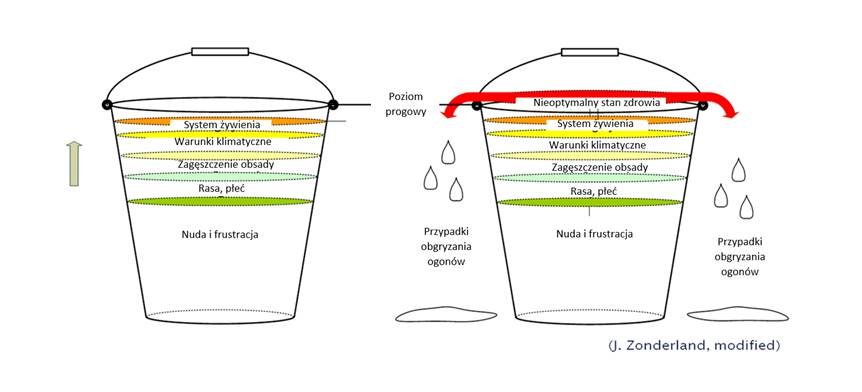 Poziom
progowy
System żywienia
Warunki klimatyczne
Zagęszczenie obsady
Rasa, płeć
Nuda i frustracja
Nieoptymalny stan zdrowia
System żywienia
Warunki klimatyczne
Zagęszczenie obsady
Rasa, płeć
Nuda i frustracja
Przypadki
obgryzania
ogonów
Przypadki
obgryzania
ogonów
(J. Zonderland, modified)